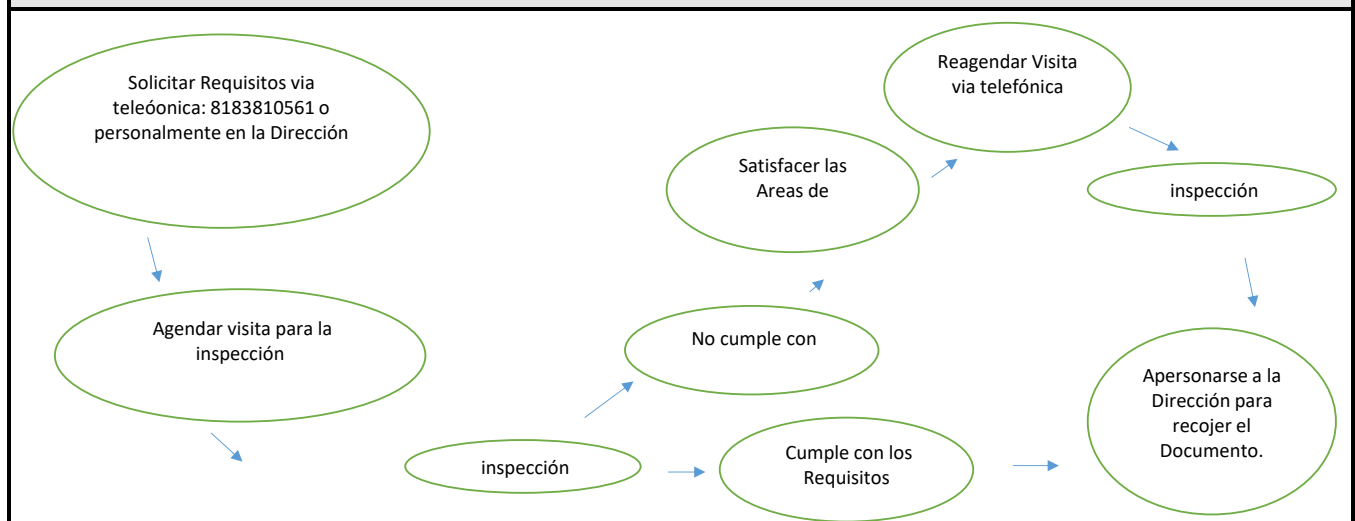 Solicitar Requisitos via
teleóonica: 8183810561 o
personalmente en la Dirección
Agendar visita para la
inspección
inspección
No cumple con
Satisfacer las
Areas de
Reagendar Visita
via telefónica
inspección
Cumple con los
Requisitos
Apersonarse a la
Dirección para
recojer el
Documento.